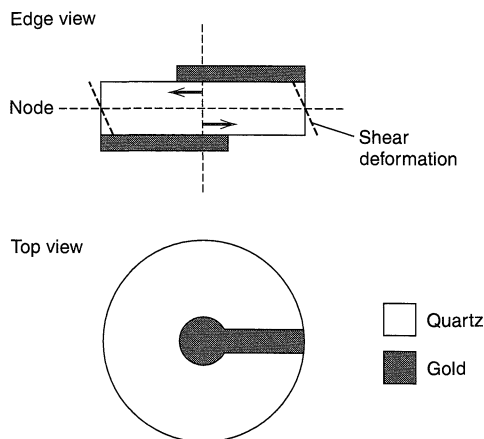 Edge view
Node
Shear
deformation
Top view
Quartz
Gold